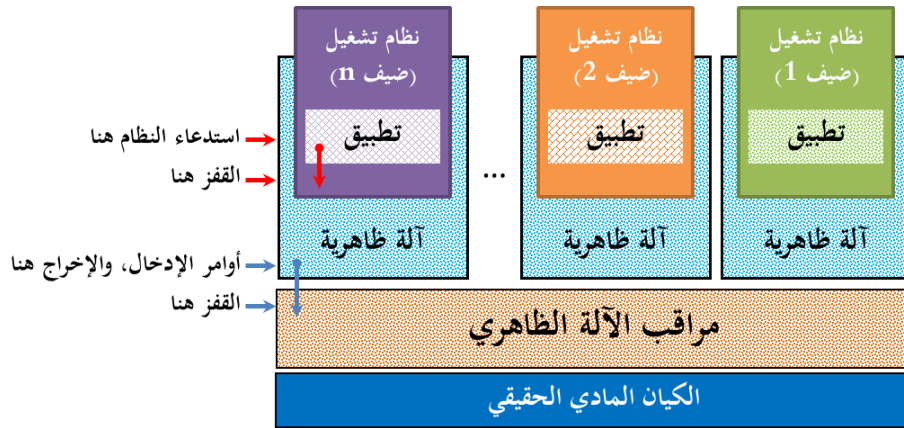 نظام تشغيل
(ضيف 1)
تطبيق
آلة ظاهرية
نظام تشغيل
(ضيف 2)
تطبيق
آلة ظاهرية
...
نظام تشغيل
(ضيف n)
تطبيق
آلة ظاهرية
استدعاء النظام هنا
القفز هنا
أوامر الإدخال، والإخراج هنا
القفز هنا
مراقب الآلة الظاهري
الكيان المادي الحقيقي